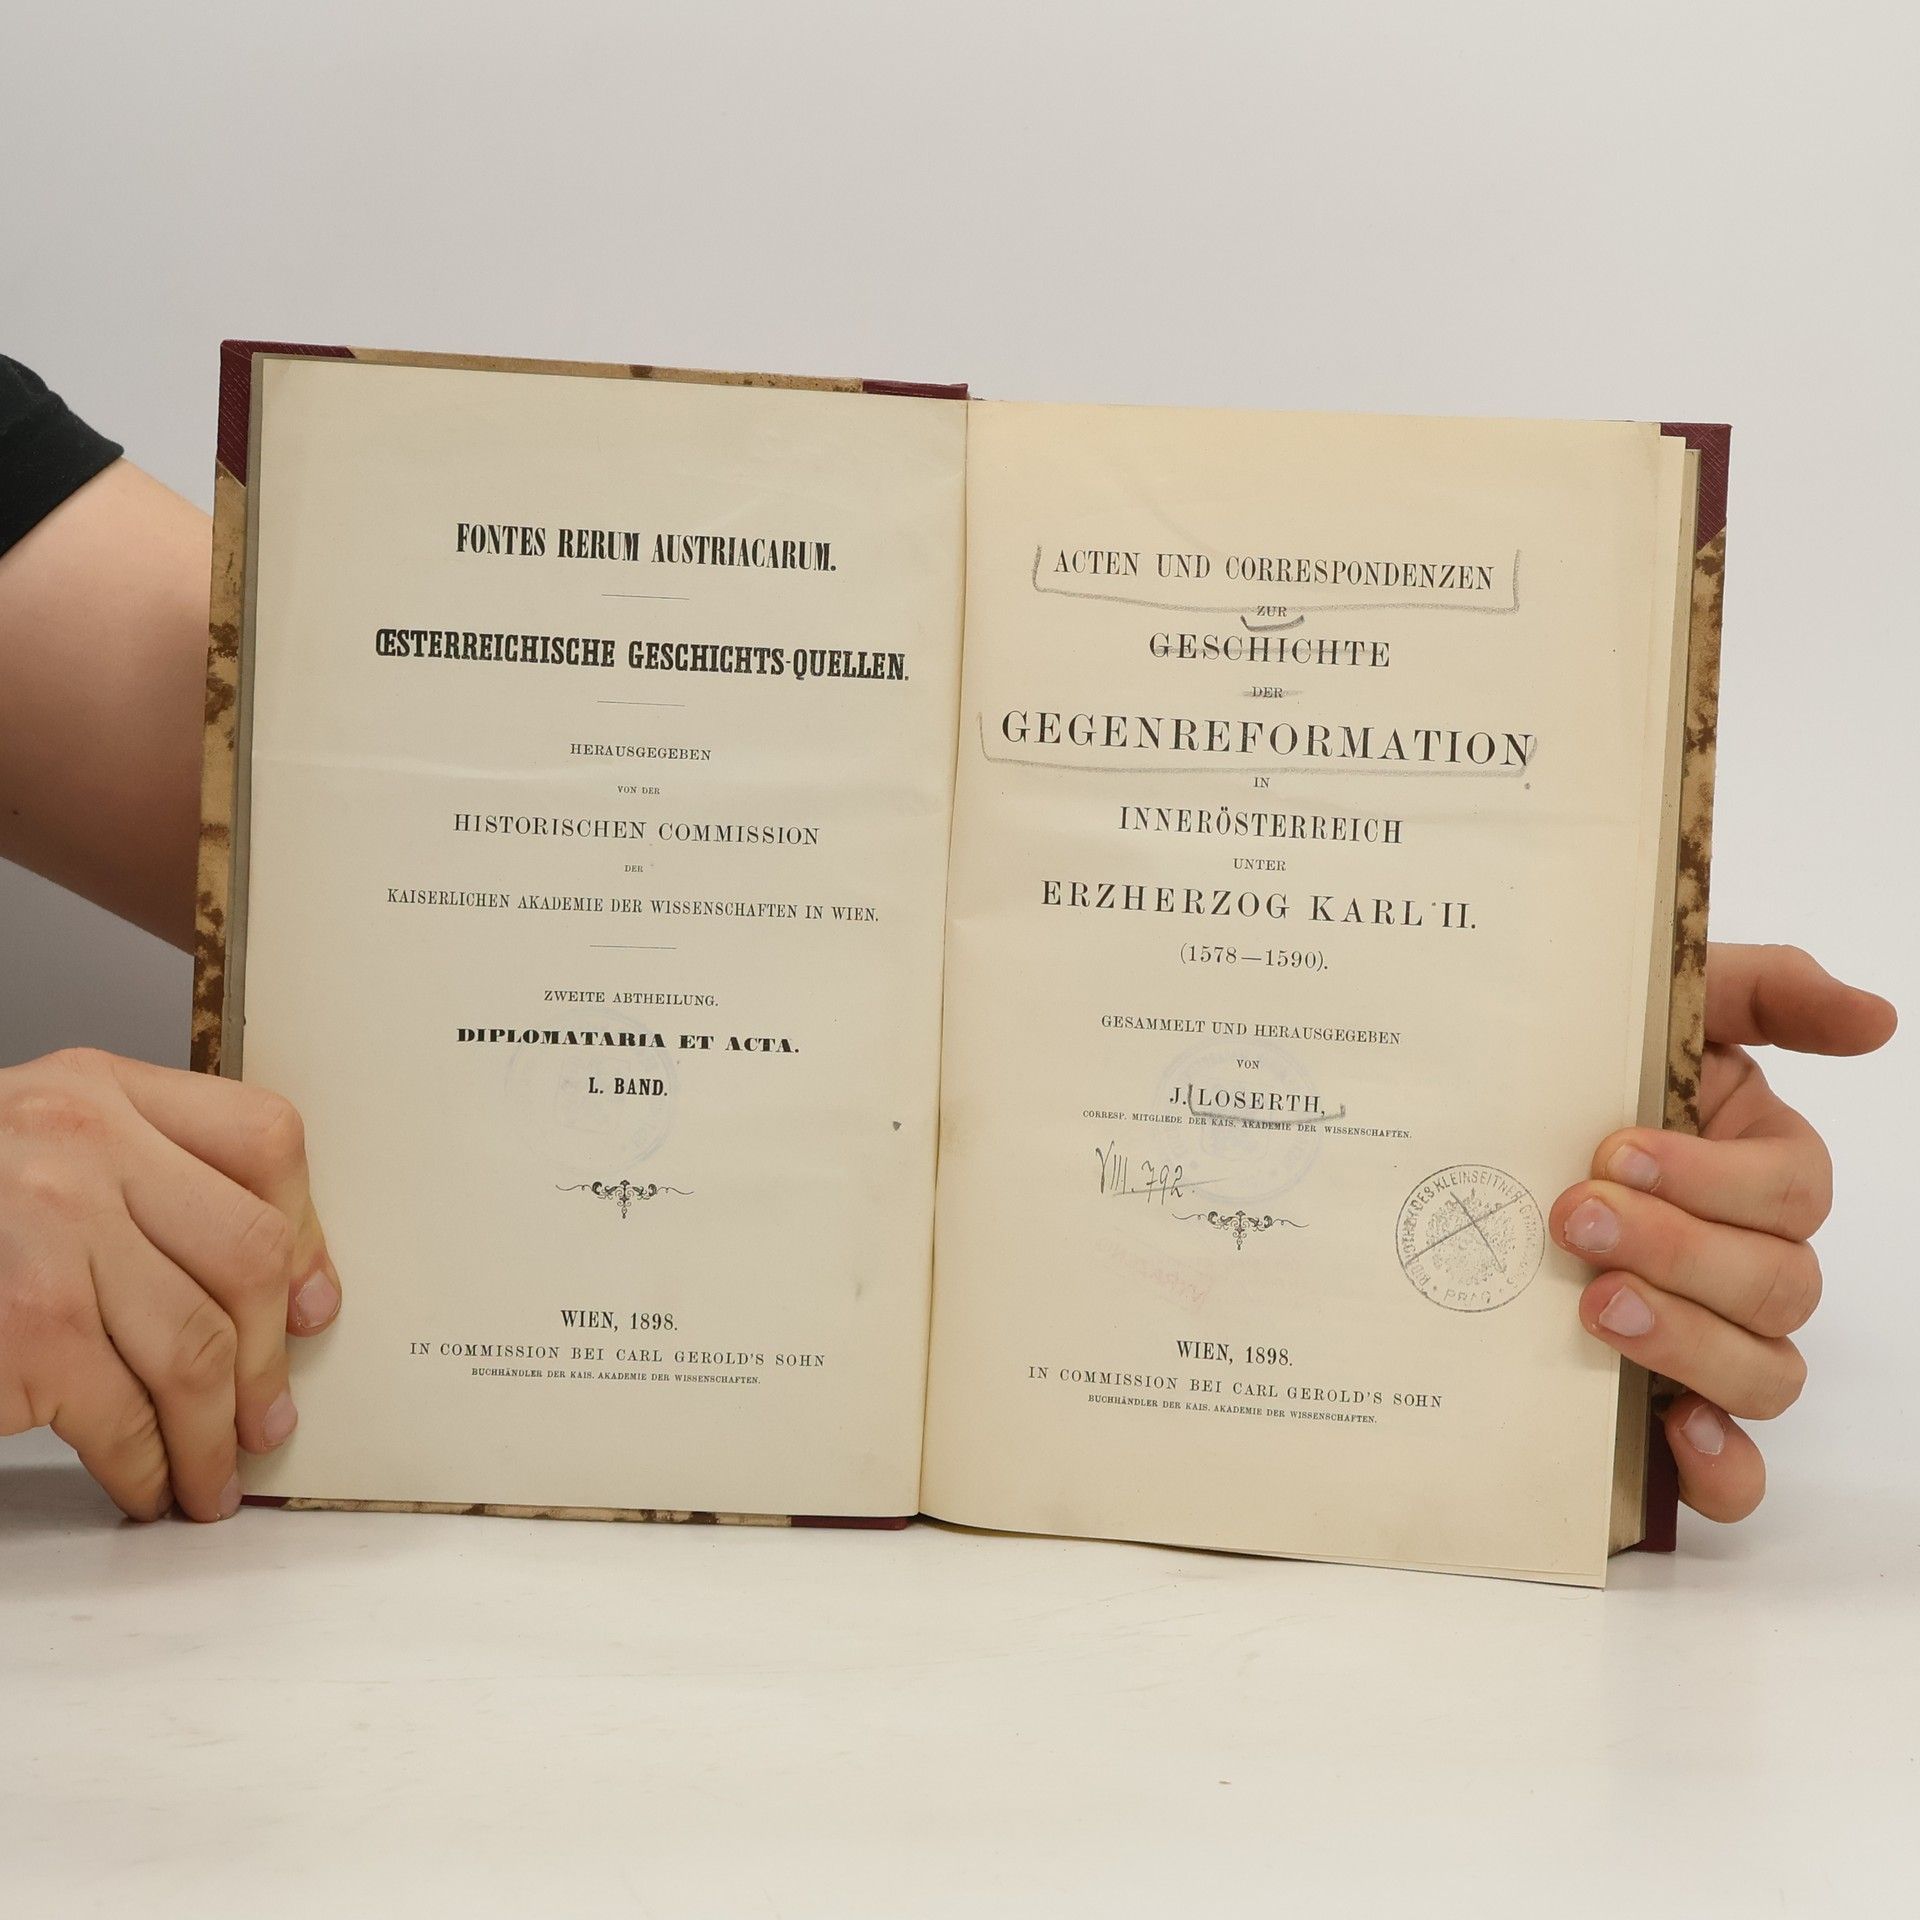 FONTES RERUM AUSTRIACARUM.
ŒSTERREICHISCHE GESCHICHTS-QUELLEN.
HERAUSGEGEBEN
VON DER
HISTORISCHEN COMMISSION
DER
KAISERLICHEN AKADEMIE DER WISSENSCHAFTEN IN WIEN.
ZWEITE ABTHEILUNG.
DIPLOMATARIA ET ACTA.
L. BAND.
WIEN, 1898.
IN COMMISSION BEI CARL GEROLD'S SOHN
BUCHHÄNDLER DER KAIS. AKADEMIE DER WISSENSCHAFTEN.
ACTEN UND CORRESPONDENZEN
ZUR
GESCHICHTE
DER
GEGENREFORMATION
IN
INNERÖSTERREICH
UNTER
ERZHERZOG KARL II.
(1578—1590).
GESAMMELT UND HERAUSGEGEBEN
VON
J. LOSERTH,
CORRESP. MITGLIEDE DER KAIS. AKADEMIE DER WISSENSCHAFTEN.
VIII. 792.
BIBLIOTHEK DES KLEINSEITNER
PRAG
WIEN, 1898.
IN COMMISSION BEI CARL GEROLD'S SOHN
BUCHHÄNDLER DER KAIS. AKADEMIE DER WISSENSCHAFTEN.